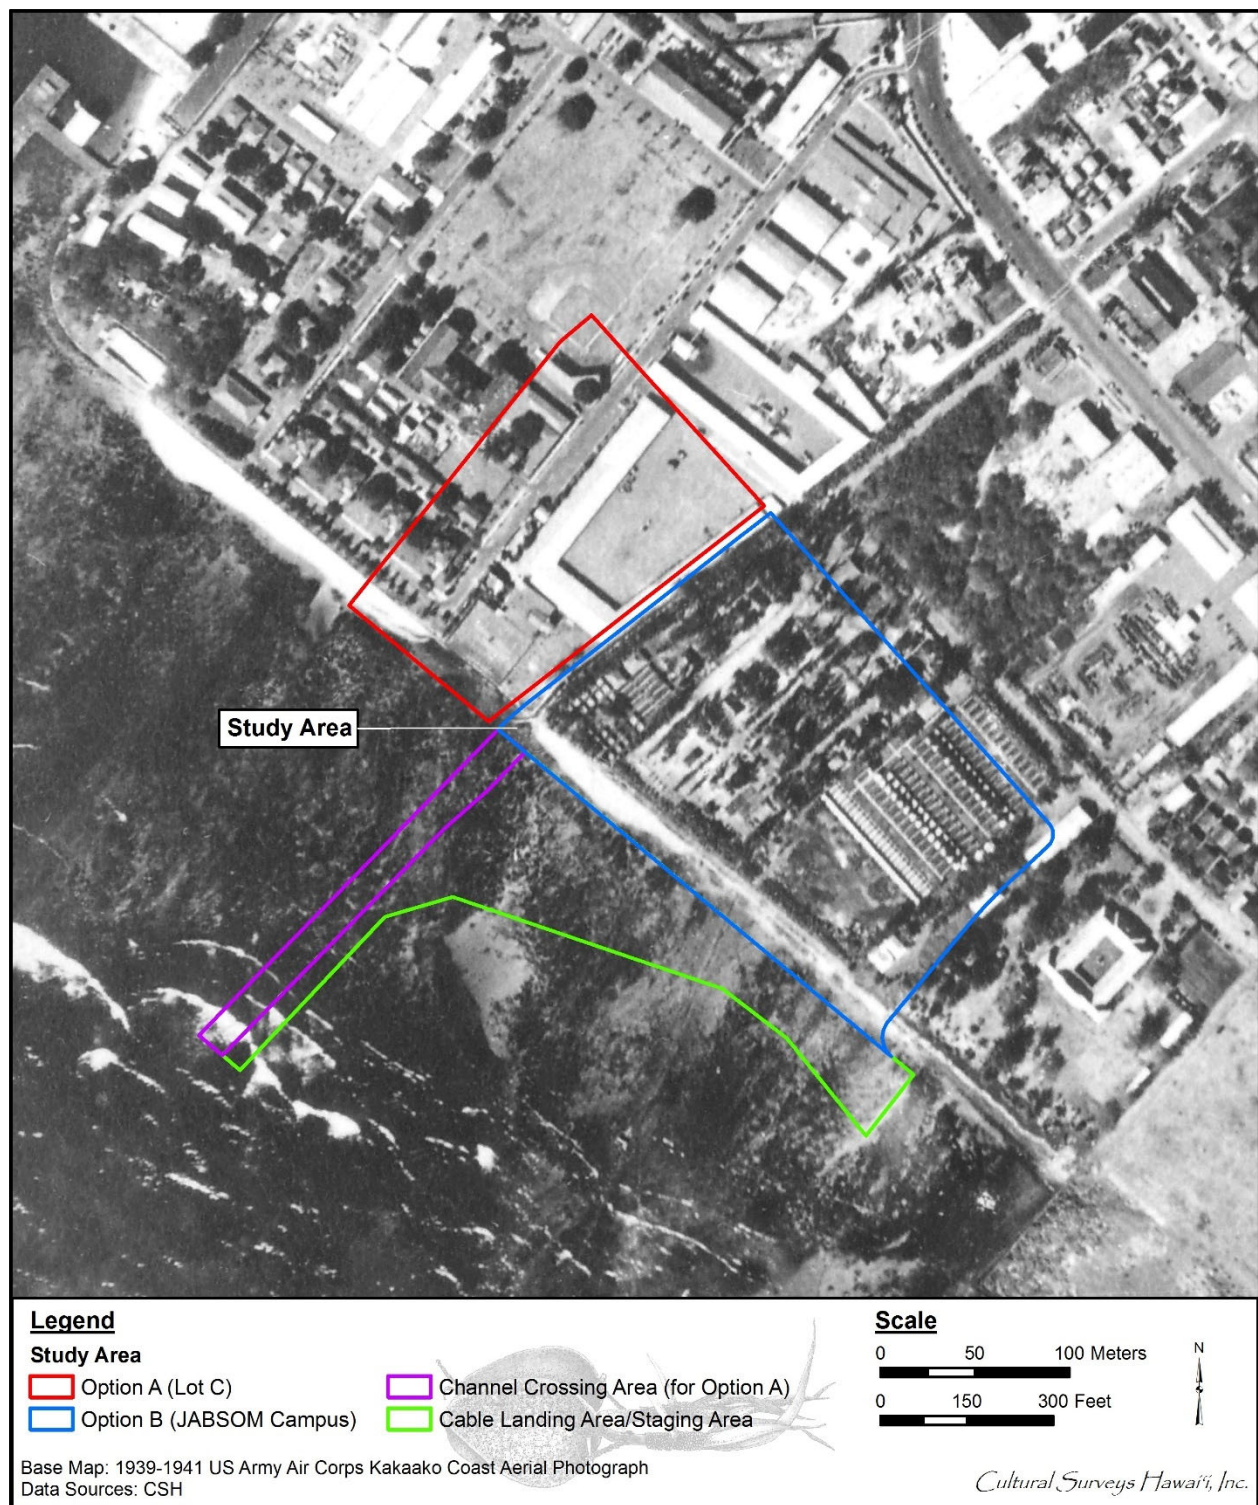 Study Area
Legend
Study Area
Option A (Lot C)
Option B (JABSOM Campus)
Channel Crossing Area (for Option A)
Cable Landing Area/Staging Area
Scale
0 50 100 Meters
0 150 300 Feet
N
Base Map: 1939-1941 US Army Air Corps Kakaako Coast Aerial Photograph
Data Sources: CSH
Cultural Surveys Hawaiʻi, Inc.